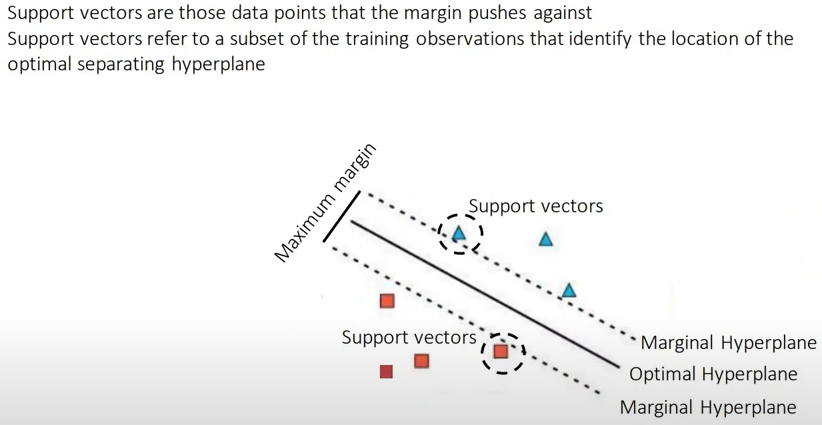 Support vectors are those data points that the margin pushes against
Support vectors refer to a subset of the training observations that identify the location of the
optimal separating hyperplane
Maximum margin
Support vectors
Support vectors
Marginal Hyperplane
Optimal Hyperplane
Marginal Hyperplane